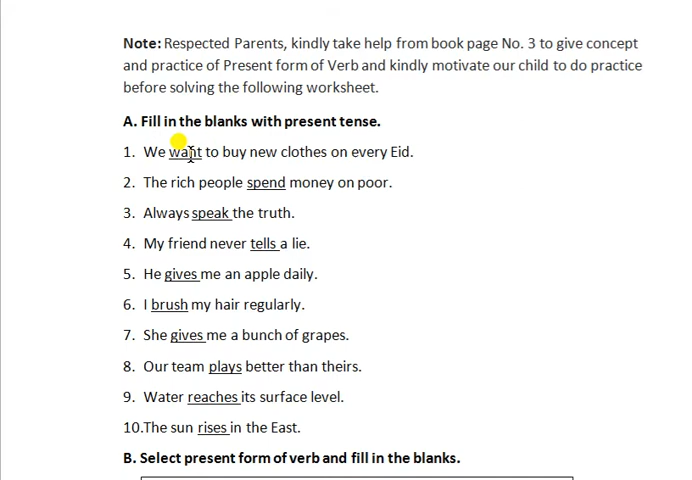 Note: Respected Parents, kindly take help from book page No. 3 to give concept
and practice of Present form of Verb and kindly motivate our child to do practice
before solving the following worksheet.
A. Fill in the blanks with present tense.
1. We want to buy new clothes on every Eid.
2. The rich people spend money on poor.
3. Always speak the truth.
4. My friend never tells a lie.
5. He gives me an apple daily.
6. I brush my hair regularly.
7. She gives me a bunch of grapes.
8. Our team plays better than theirs.
9. Water reaches its surface level.
10.The sun rises in the East.
B. Select present form of verb and fill in the blanks.